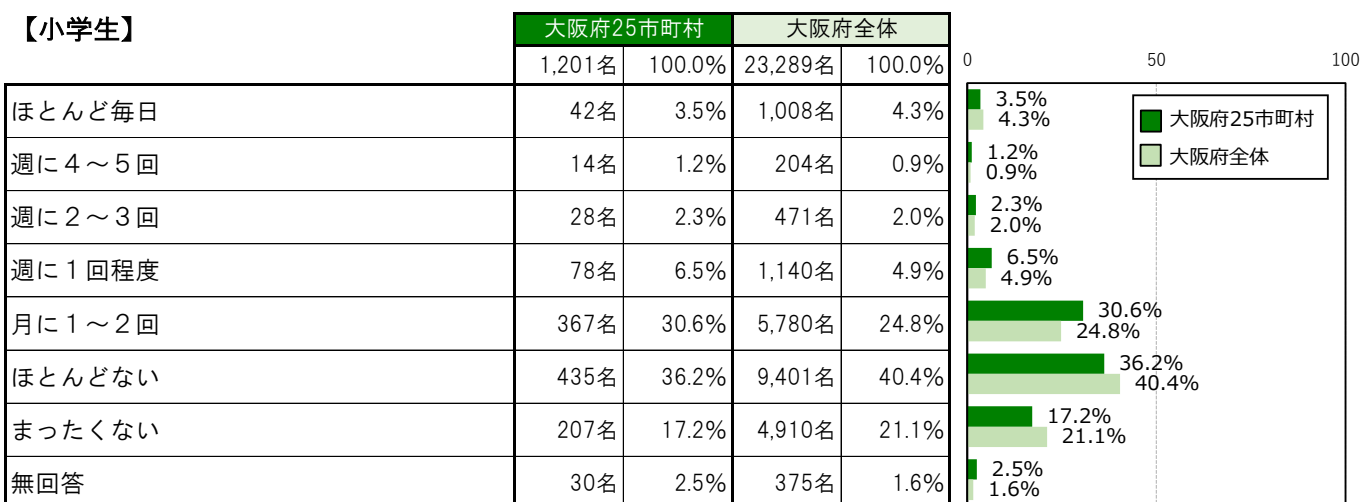 【小学生】 大阪府25市町村 大阪府全体
1,201名 100.0% 23,289名 100.0%
ほとんど毎日 42名 3.5% 1,008名 4.3%
週に４～５回 14名 1.2% 204名 0.9%
週に２～３回 28名 2.3% 471名 2.0%
週に１回程度 78名 6.5% 1,140名 4.9%
月に１～２回 367名 30.6% 5,780名 24.8%
ほとんどない 435名 36.2% 9,401名 40.4%
まったくない 207名 17.2% 4,910名 21.1%
無回答 30名 2.5% 375名 1.6%
0 50 100
大阪府25市町村
大阪府全体
3.5%
4.3%
1.2%
0.9%
2.3%
2.0%
6.5%
4.9%
30.6%
24.8%
36.2%
40.4%
17.2%
21.1%
2.5%
1.6%